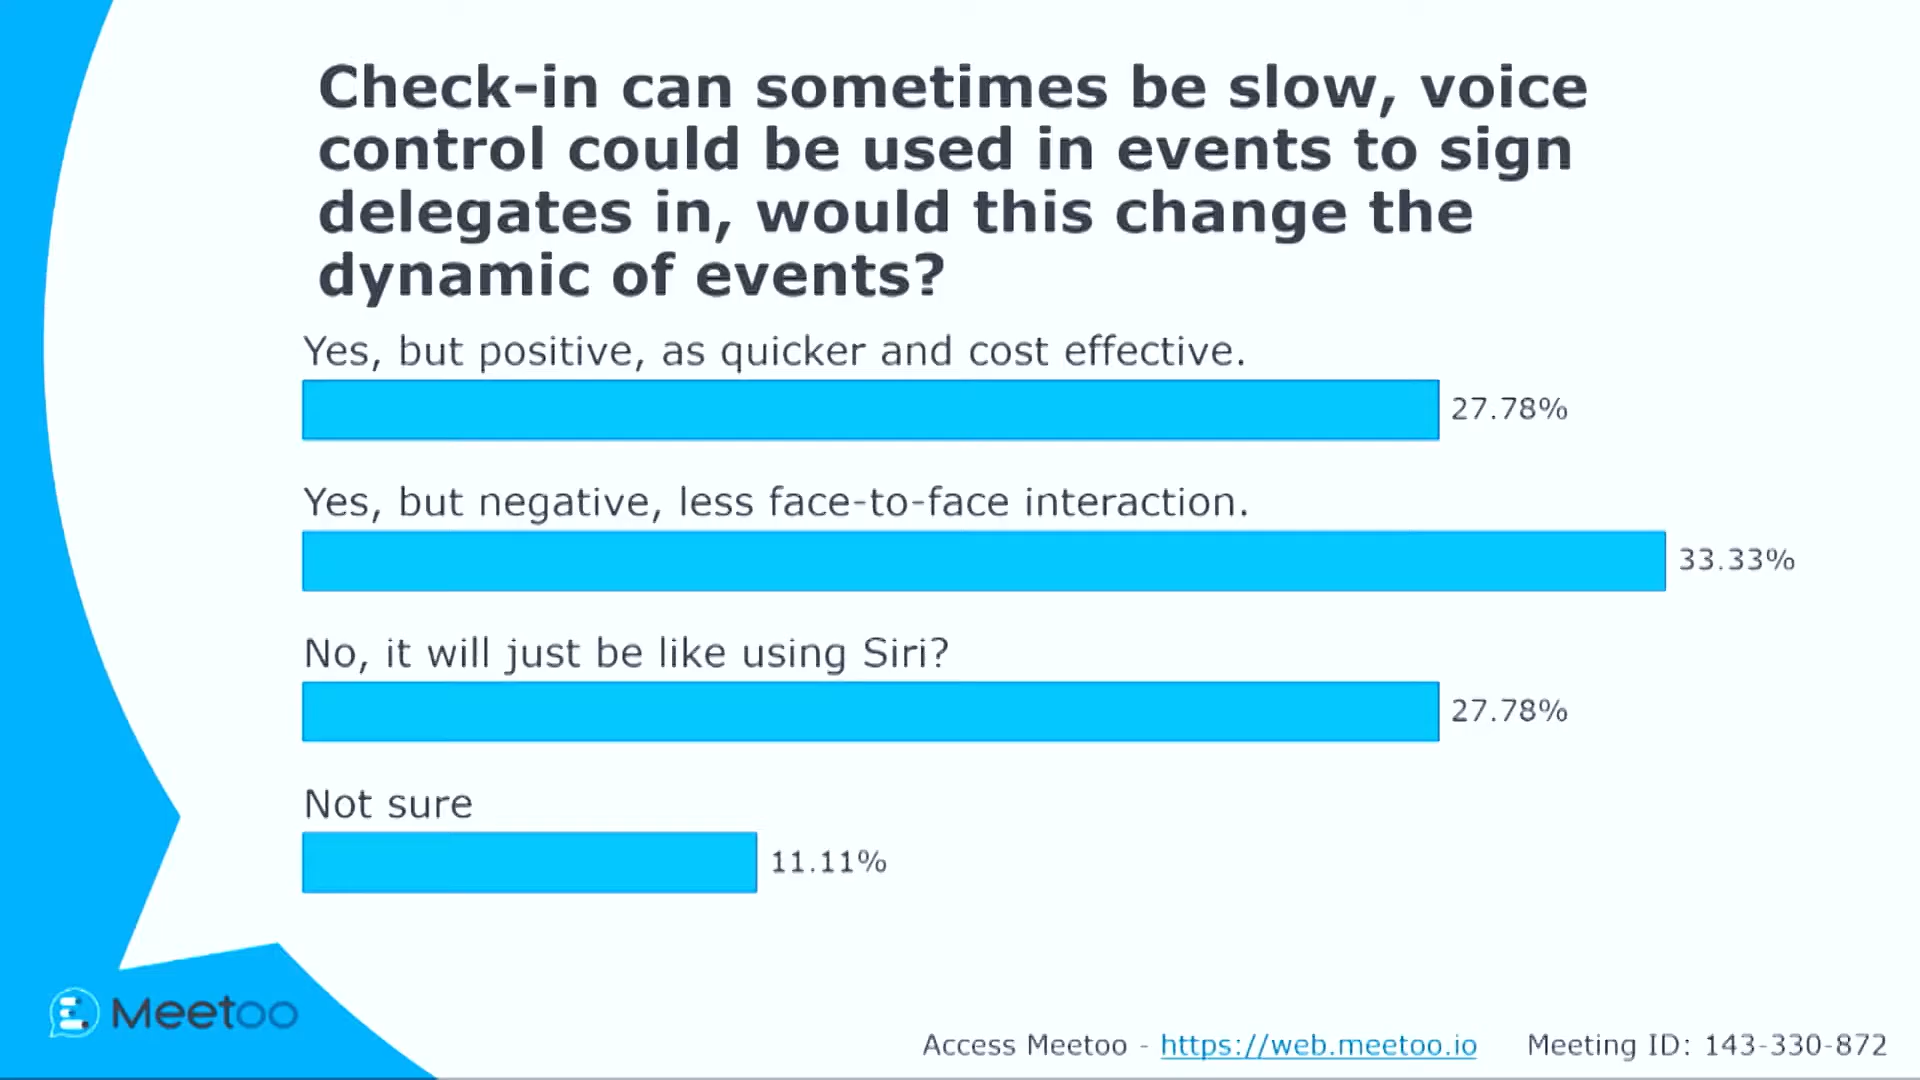 Check-in can sometimes be slow, voice
control could be used in events to sign
delegates in, would this change the
dynamic of events?
Yes, but positive, as quicker and cost effective.
27.78%
Yes, but negative, less face-to-face interaction.
33.33%
No, it will just be like using Siri?
27.78%
Not sure
11.11%
Meetoo
Access Meetoo - https://web.meetoo.io Meeting ID: 143-330-872